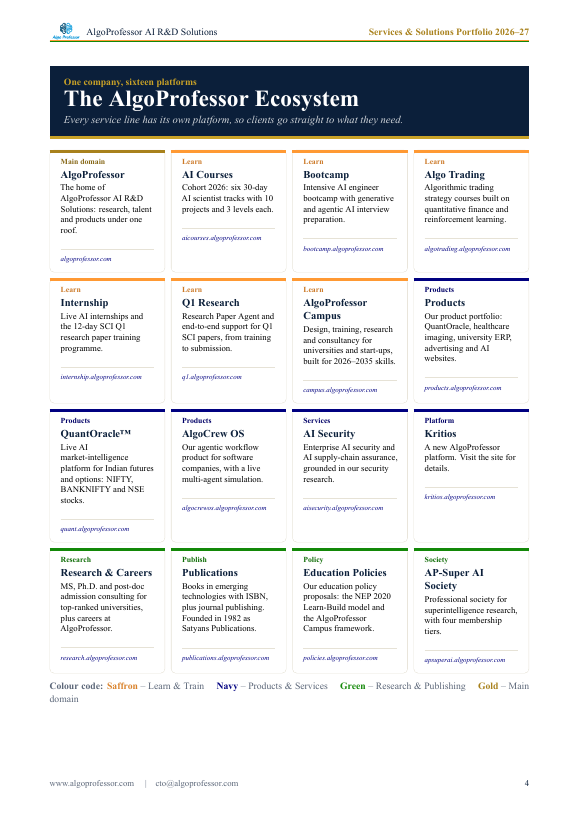 Algo Professor
AlgoProfessor AI R&D Solutions
Services & Solutions Portfolio 2026–27
One company, sixteen platforms
The AlgoProfessor Ecosystem
Every service line has its own platform, so clients go straight to what they need.
Main domain
AlgoProfessor
The home of
AlgoProfessor AI R&D
Solutions: research, talent
and products under one
roof.
algoprofessor.com
Learn
AI Courses
Cohort 2026: six 30-day
AI scientist tracks with 10
projects and 3 levels each.
aicourses.algoprofessor.com
Learn
Bootcamp
Intensive AI engineer
bootcamp with generative
and agentic AI interview
preparation.
bootcamp.algoprofessor.com
Learn
Algo Trading
Algorithmic trading
strategy courses built on
quantitative finance and
reinforcement learning.
algotrading.algoprofessor.com
Learn
Internship
Live AI internships and
the 12-day SCI Q1
research paper training
programme.
internship.algoprofessor.com
Learn
Q1 Research
Research Paper Agent and
end-to-end support for Q1
SCI papers, from training
to submission.
q1.algoprofessor.com
Learn
AlgoProfessor
Campus
Design, training, research
and consultancy for
universities and start-ups,
built for 2026–2035 skills.
campus.algoprofessor.com
Products
Products
Our product portfolio:
QuantOracle, healthcare
imaging, university ERP,
advertising and AI
websites.
products.algoprofessor.com
Products
QuantOracle™
Live AI
market-intelligence
platform for Indian futures
and options: NIFTY,
BANKNIFTY and NSE
stocks.
quant.algoprofessor.com
Products
AlgoCrew OS
Our agentic workflow
product for software
companies, with a live
multi-agent simulation.
algocrewos.algoprofessor.com
Services
AI Security
Enterprise AI security and
AI supply-chain assurance,
grounded in our security
research.
aisecurity.algoprofessor.com
Platform
Kritios
A new AlgoProfessor
platform. Visit the site for
details.
kritios.algoprofessor.com
Research
Research & Careers
MS, Ph.D. and post-doc
admission consulting for
top-ranked universities,
plus careers at
AlgoProfessor.
research.algoprofessor.com
Publish
Publications
Books in emerging
technologies with ISBN,
plus journal publishing.
Founded in 1982 as
Satyans Publications.
publications.algoprofessor.com
Policy
Education Policies
Our education policy
proposals: the NEP 2020
Learn-Build model and
the AlgoProfessor
Campus framework.
policies.algoprofessor.com
Society
AP-Super AI
Society
Professional society for
superintelligence research,
with four membership
tiers.
apsuperai.algoprofessor.com
Colour code: Saffron – Learn & Train Navy – Products & Services Green – Research & Publishing Gold – Main
domain
www.algoprofessor.com | cto@algoprofessor.com
4